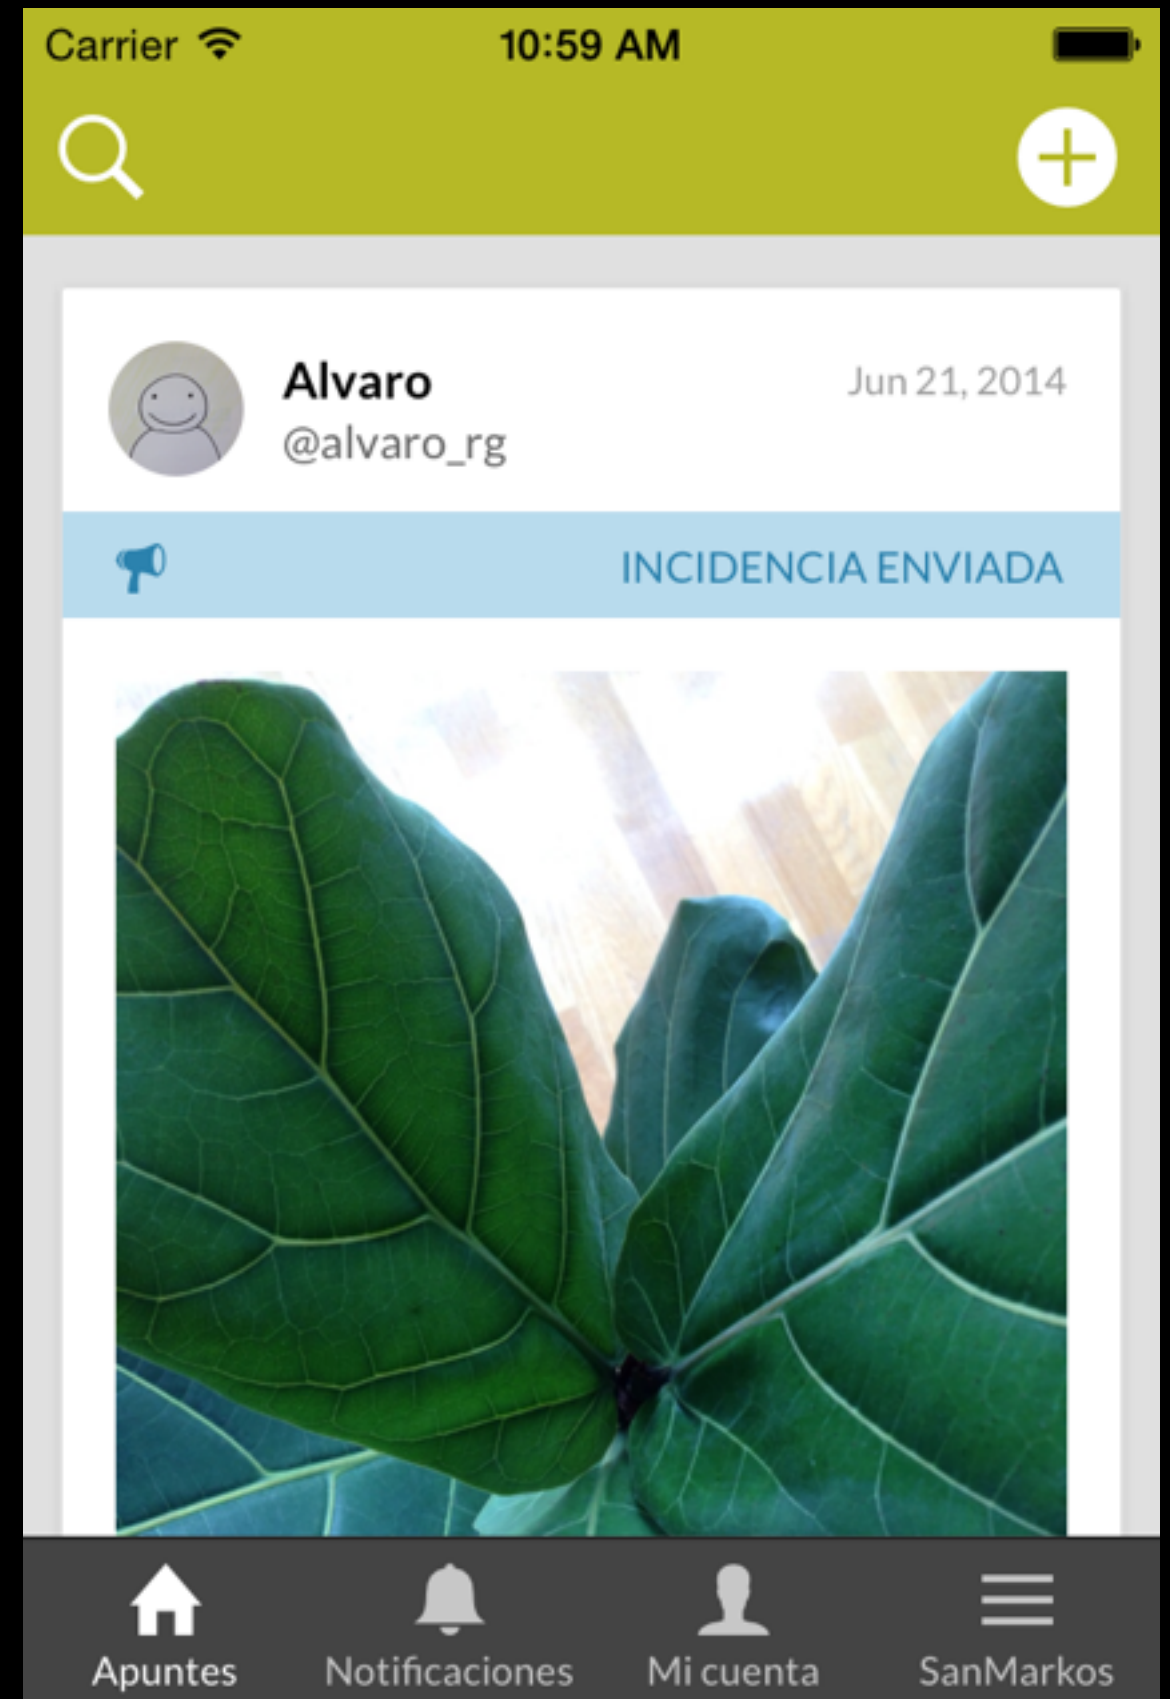 Carrier 10:59 AM
Alvaro
Jun 21, 2014
@alvaro_rg
INCIDENCIA ENVIADA
Apuntes Notificaciones Mi cuenta SanMarkos